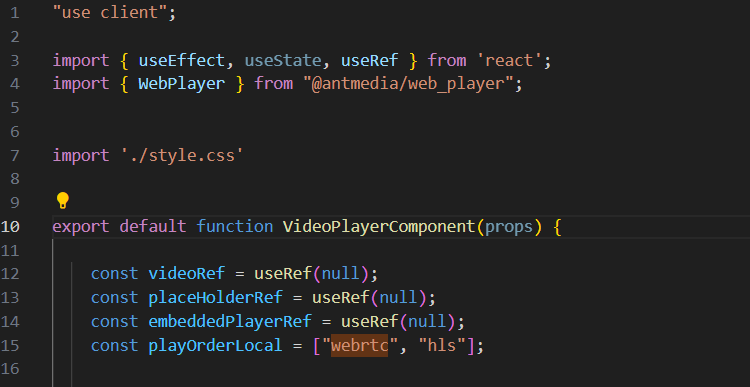 1 "use client";
2
3 import { useEffect, useState, useRef } from 'react';
4 import { WebPlayer } from "@antmedia/web_player";
5
6
7 import './style.css'
8
9
10 export default function VideoPlayerComponent(props) {
11
12 const videoRef = useRef(null);
13 const placeHolderRef = useRef(null);
14 const embeddedPlayerRef = useRef(null);
15 const playOrderLocal = ["webrtc", "hls"];
16